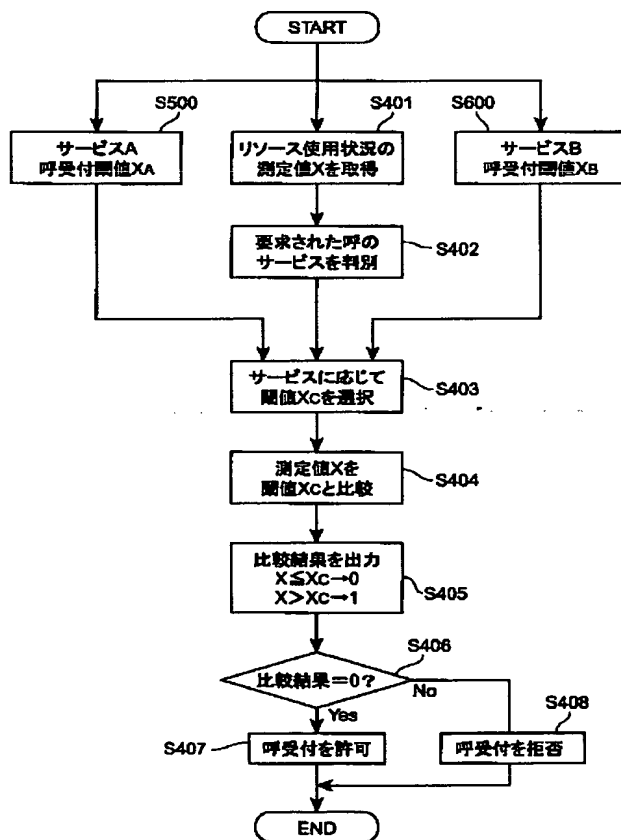 START
S500
サービスA
呼受付閾値XA
S401
リソース使用状況の
測定値Xを取得
S600
サービスB
呼受付閾値XB
要求された呼の
サービスを判別
S402
サービスに応じて
閾値XCを選択
S403
測定値Xを
閾値XCと比較
S404
比較結果を出力
X≦XC→0
X>XC→1
S405
S406
比較結果=0?
No
Yes
S408
S407
呼受付を許可
呼受付を拒否
END